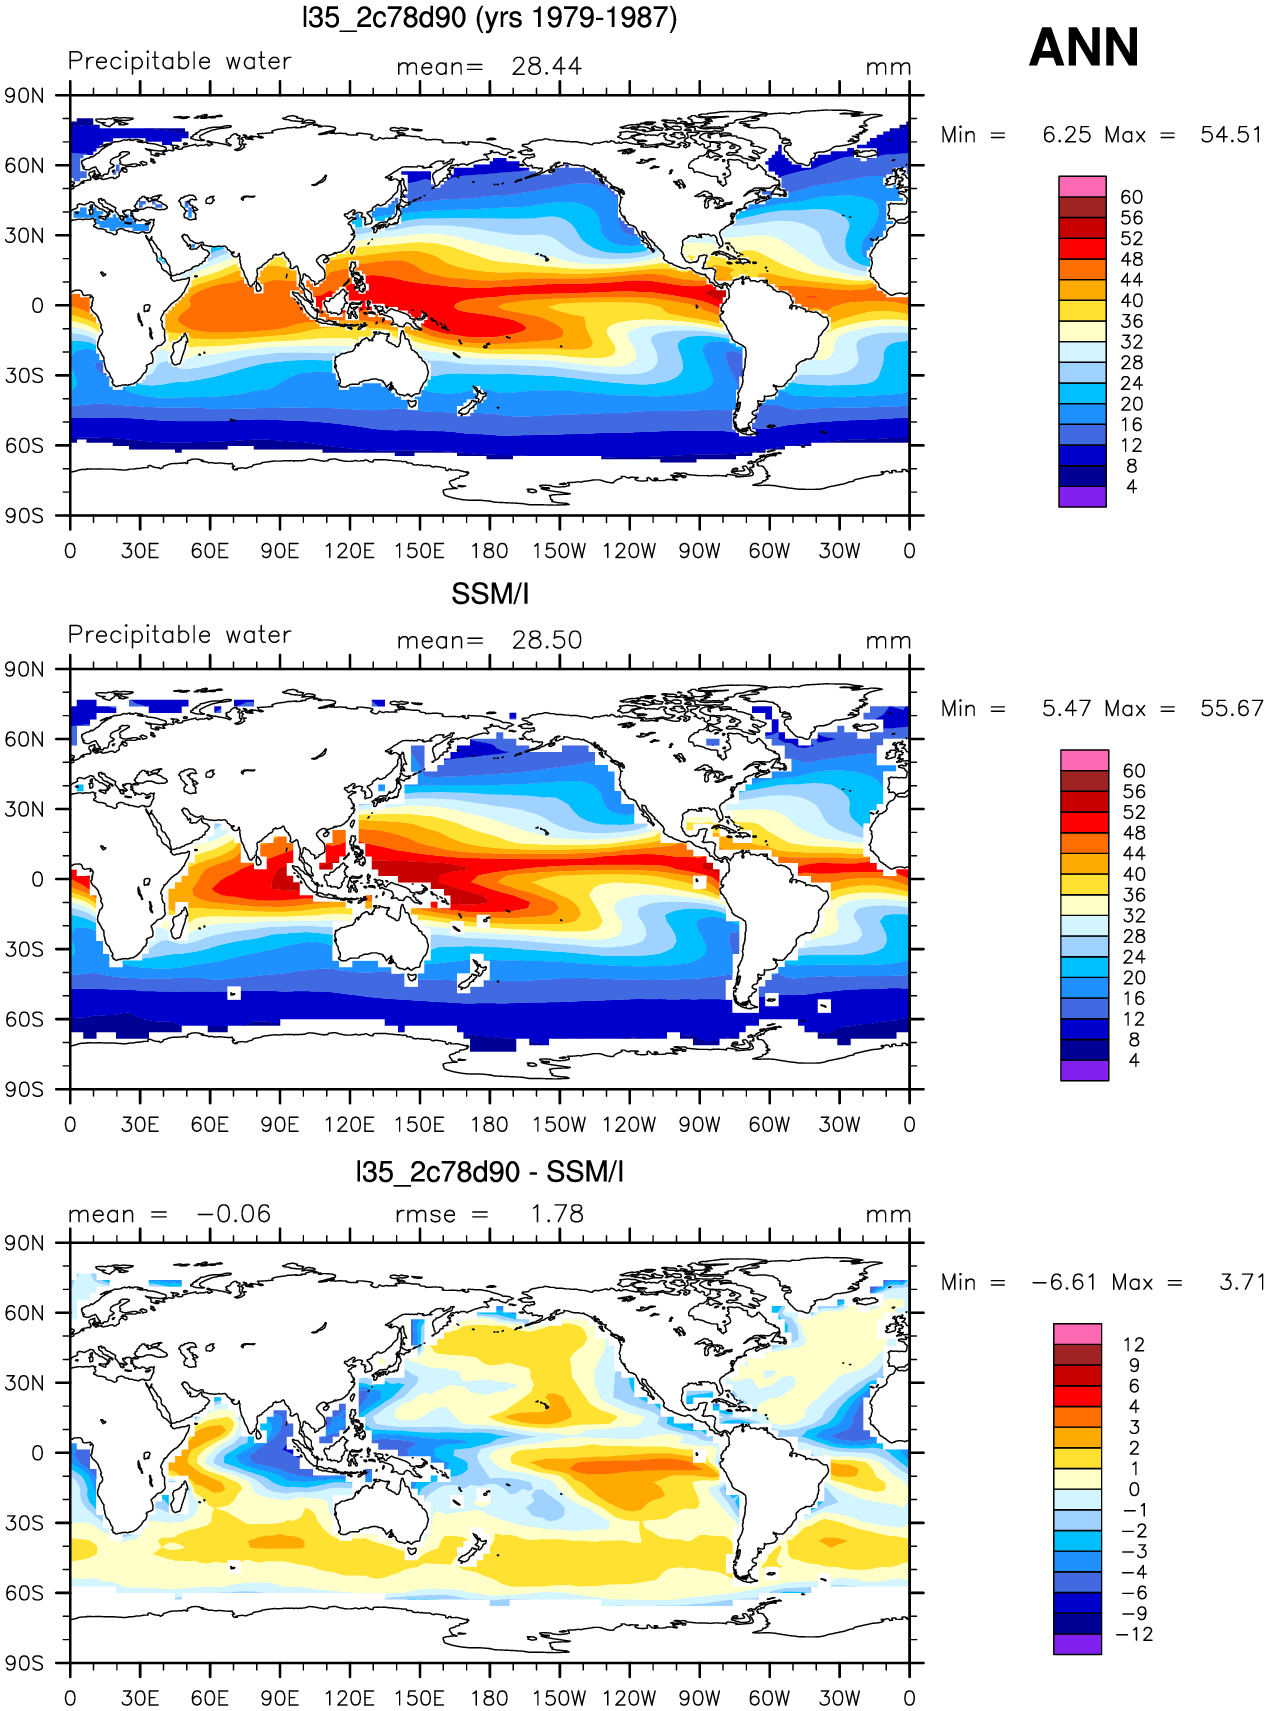 l35_2c78d90 (yrs 1979-1987)
ANN
Precipitable water mean= 28.44 mm
Min = 6.25 Max = 54.51
90N
60N
30N
0
30S
60S
90S
0 30E 60E 90E 120E 150E 180 150W 120W 90W 60W 30W 0
60
56
52
48
44
40
36
32
28
24
20
16
12
8
4
SSM/I
Precipitable water mean= 28.50 mm
Min = 5.47 Max = 55.67
90N
60N
30N
0
30S
60S
90S
0 30E 60E 90E 120E 150E 180 150W 120W 90W 60W 30W 0
60
56
52
48
44
40
36
32
28
24
20
16
12
8
4
l35_2c78d90 - SSM/I
mean = -0.06 rmse = 1.78 mm
Min = -6.61 Max = 3.71
90N
60N
30N
0
30S
60S
90S
0 30E 60E 90E 120E 150E 180 150W 120W 90W 60W 30W 0
12
9
6
4
3
2
1
0
-1
-2
-3
-4
-6
-9
-12